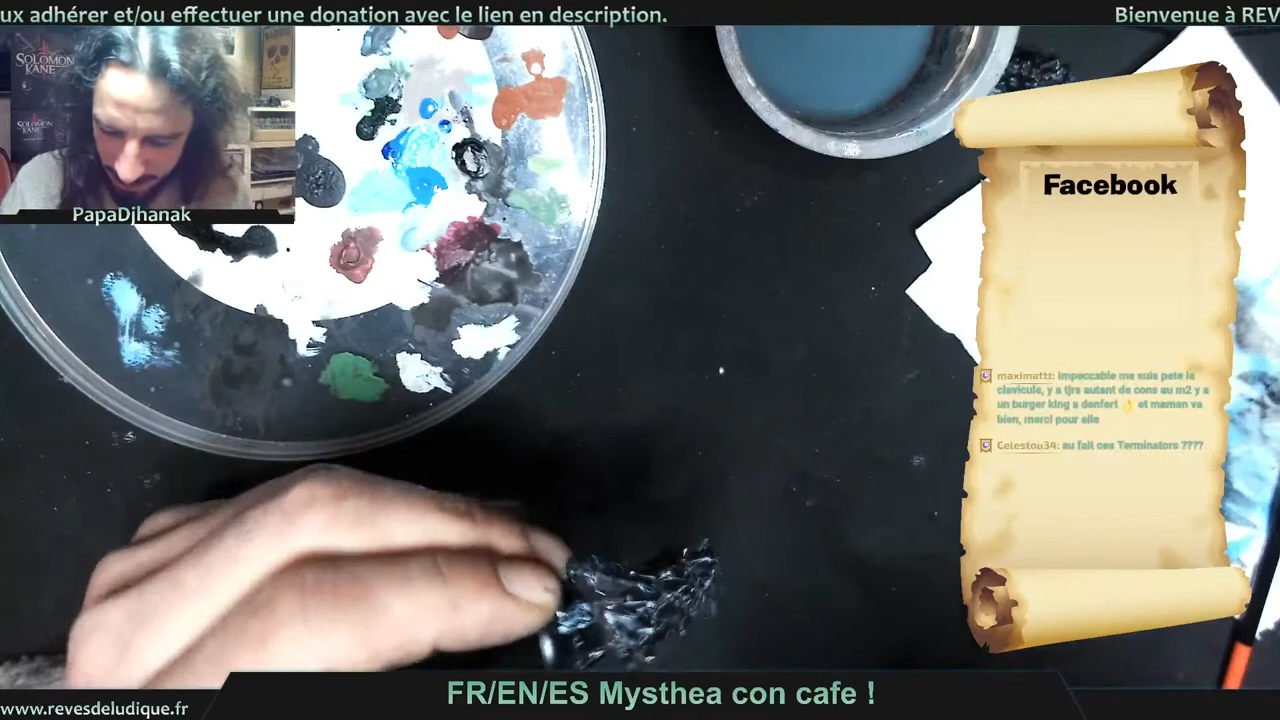 ux adhérer et/ou effectuer une donation avec le lien en description.
Bienvenue à REV
SOLOMON
KANE
SOLOMON
KANE
PapaDjhanak
Facebook
maximattt: impeccable me suis pete la
clavicule, y a tjrs autant de cons au m2 y a
un burger king a denfert 👌 et maman va
bien, merci pour elle
Celestou34: au fait ces Terminators ????
FR/EN/ES Mysthea con cafe !
www.revesdeludique.fr